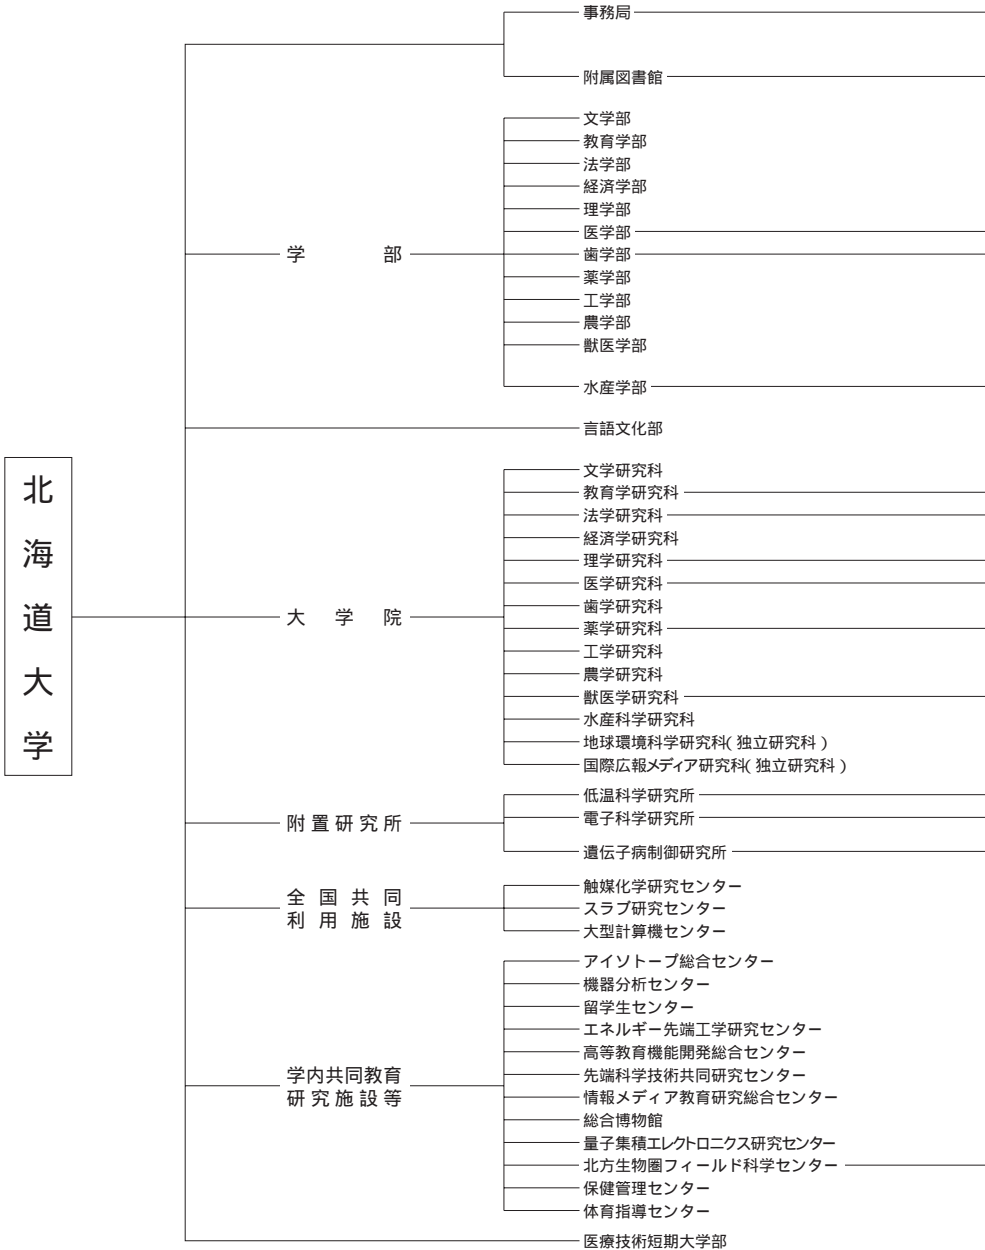 北海道大学
事務局
附属図書館
学部
文学部
教育学部
法学部
経済学部
理学部
医学部
歯学部
薬学部
工学部
農学部
獣医学部
水産学部
言語文化部
大学院
文学研究科
教育学研究科
法学研究科
経済学研究科
理学研究科
医学研究科
歯学研究科
薬学研究科
工学研究科
農学研究科
獣医学研究科
水産科学研究科
地球環境科学研究科(独立研究科)
国際広報メディア研究科(独立研究科)
附置研究所
低温科学研究所
電子科学研究所
遺伝子病制御研究所
全国共同
利用施設
触媒化学研究センター
スラブ研究センター
大型計算機センター
学内共同教育
研究施設等
アイソトープ総合センター
機器分析センター
留学生センター
エネルギー先端工学研究センター
高等教育機能開発総合センター
先端科学技術共同研究センター
情報メディア教育研究総合センター
総合博物館
量子集積エレクトロニクス研究センター
北方生物圏フィールド科学センター
保健管理センター
体育指導センター
医療技術短期大学部